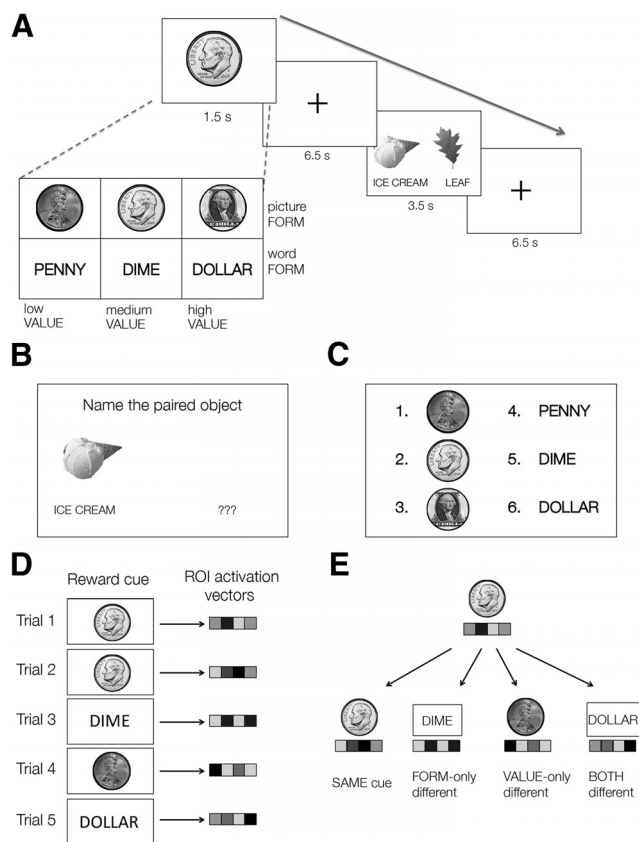 A
LIBERTY
1.5 s
6.5 s
ICE CREAM LEAF
3.5 s
6.5 s
picture
FORM
PENNY DIME DOLLAR
word
FORM
low
VALUE
medium
VALUE
high
VALUE
B
Name the paired object
ICE CREAM ???
C
1. 4. PENNY
2. 5. DIME
3. 6. DOLLAR
D
Reward cue
ROI activation
vectors
Trial 1
Trial 2
Trial 3 DIME
Trial 4
Trial 5 DOLLAR
E
DIME
DOLLAR
SAME cue
FORM-only
different
VALUE-only
different
BOTH
different